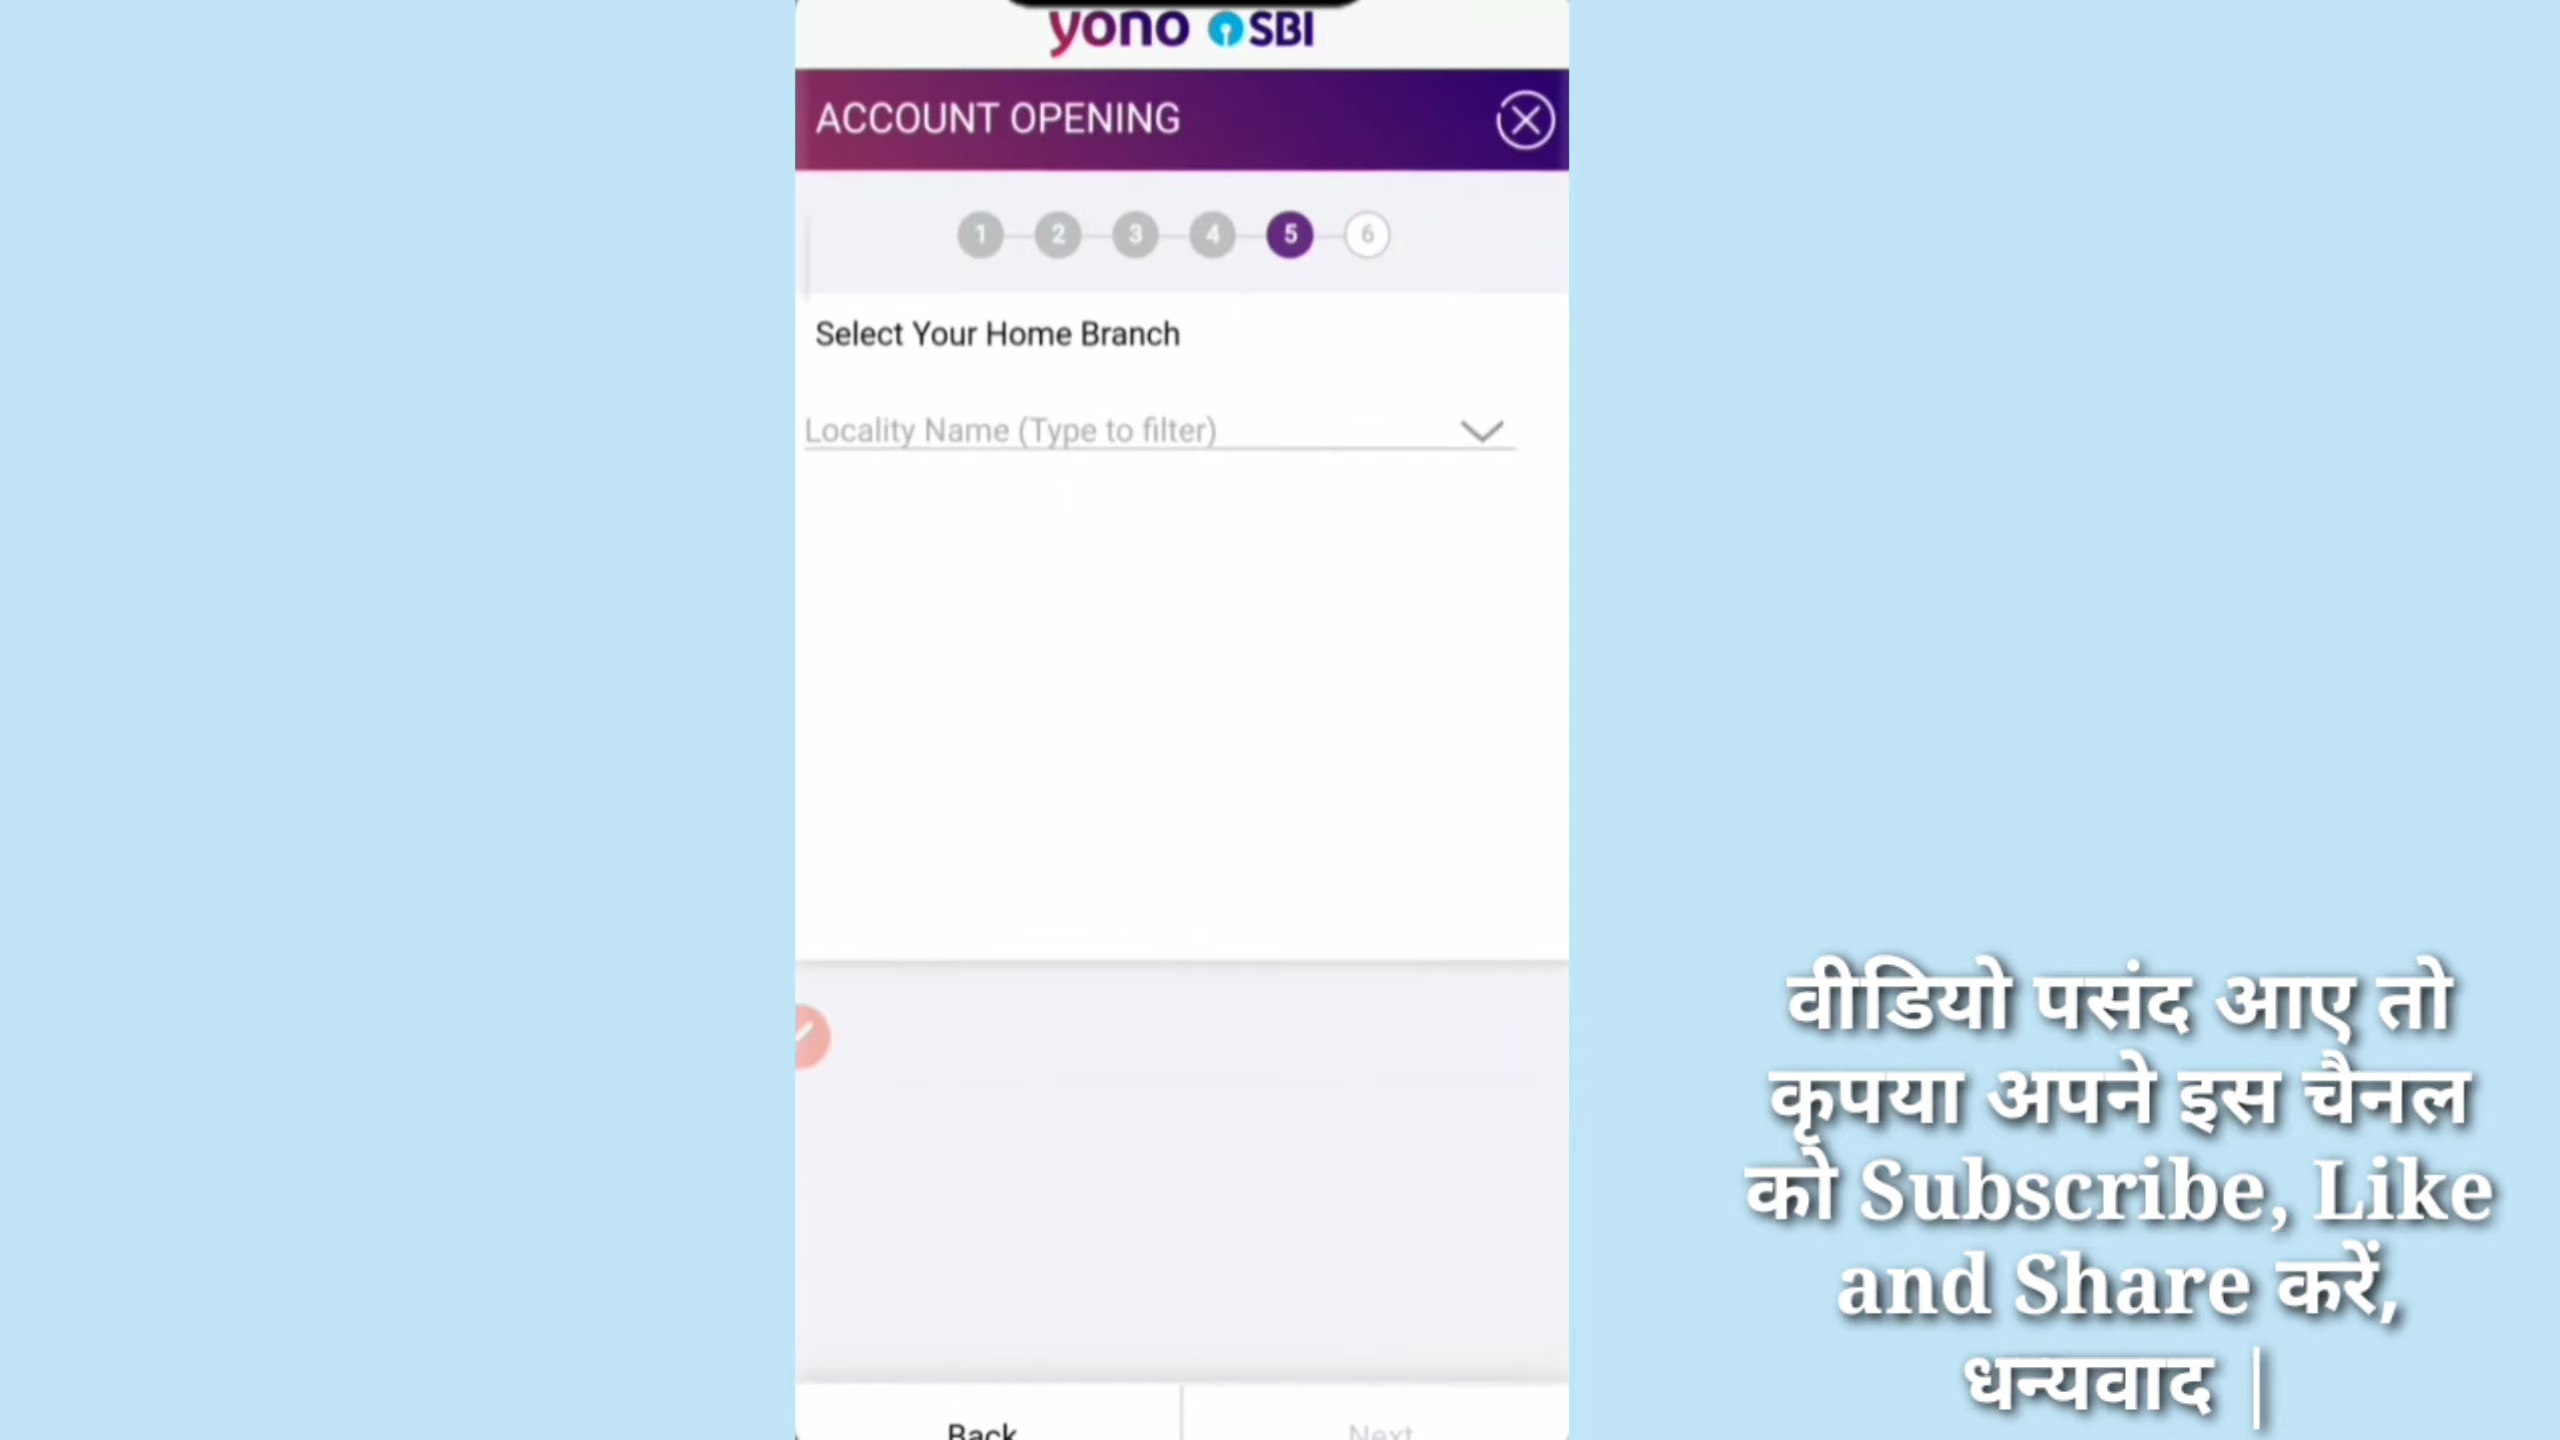 yono SBI
ACCOUNT OPENING
1 2 3 4 5 6
Select Your Home Branch
Locality Name (Type to filter)
Back Next
वीडियो पसंद आए तो
कृपया अपने इस चैनल
को Subscribe, Like
and Share करें,
धन्यवाद |